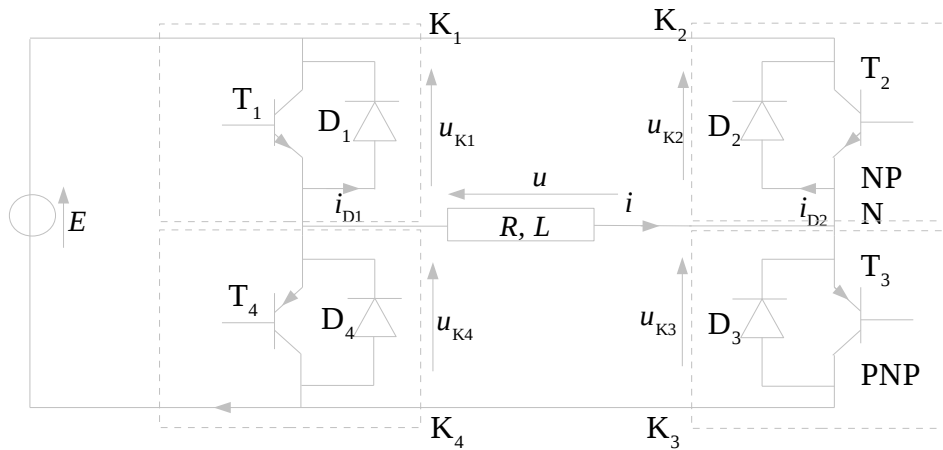 K1
K2
T1
D1
uK1
uK2
D2
T2
NP
N
u
i
iD1
iD2
E
R, L
T4
D4
uK4
uK3
D3
T3
PNP
K4
K3